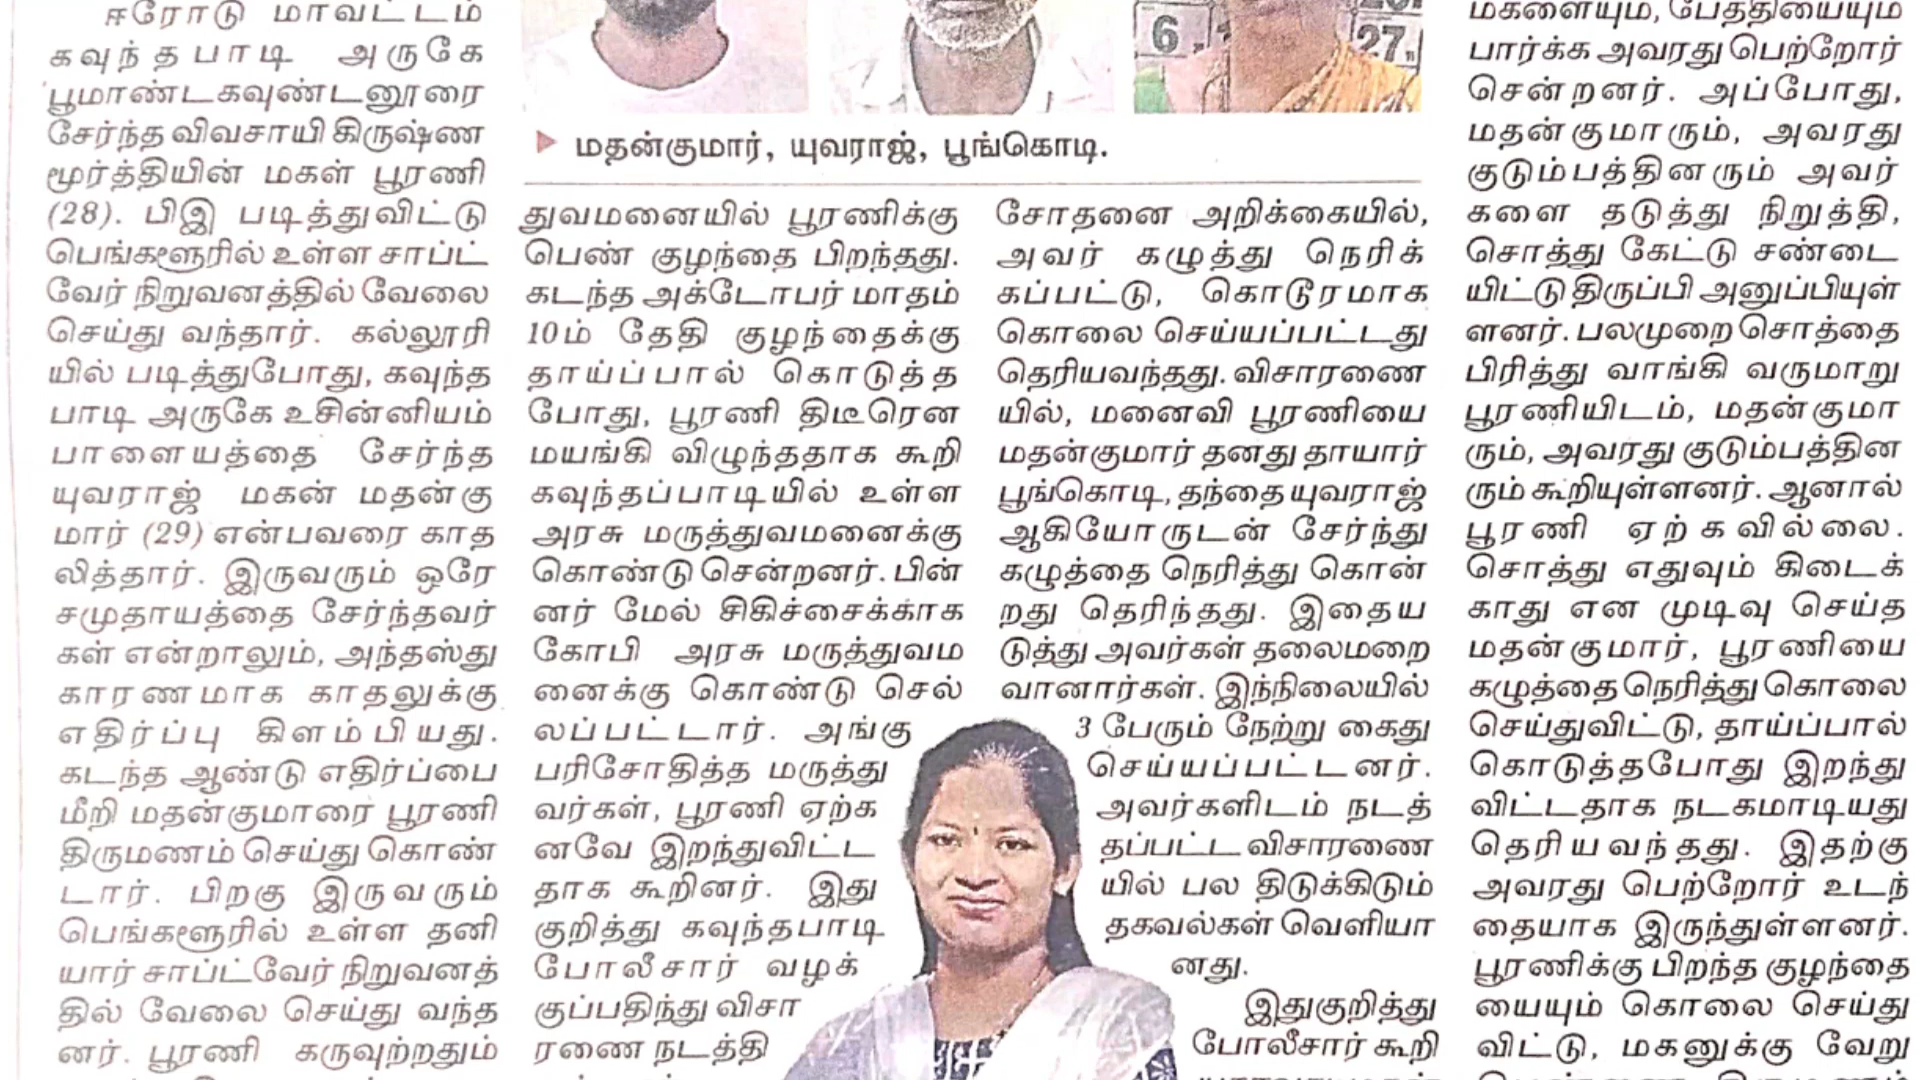 ஈரோடு மாவட்டம்
கவுந்தபாடி அருகே
பூமாண்டகவுண்டனூரை
சேர்ந்த விவசாயி கிருஷ்ண
மூர்த்தியின் மகள் பூரணி
(28). பிஇ படித்துவிட்டு
பெங்களூரில் உள்ள சாப்ட்
வேர் நிறுவனத்தில் வேலை
செய்து வந்தார். கல்லூரி
யில் படித்துபோது, கவுந்த
பாடி அருகே உசின்னியம்
பாளையத்தை சேர்ந்த
யுவராஜ் மகன் மதன்கு
மார் (29) என்பவரை காத
லித்தார். இருவரும் ஒரே
சமுதாயத்தை சேர்ந்தவர்
கள் என்றாலும், அந்தஸ்து
காரணமாக காதலுக்கு
எதிர்ப்பு கிளம்பியது.
கடந்த ஆண்டு எதிர்ப்பை
மீறி மதன்குமாரை பூரணி
திருமணம் செய்து கொண்
டார். பிறகு இருவரும்
பெங்களூரில் உள்ள தனி
யார் சாப்ட்வேர் நிறுவனத்
தில் வேலை செய்து வந்த
னர். பூரணி கருவுற்றதும்
6
27
மதன்குமார், யுவராஜ், பூங்கொடி.
துவமனையில் பூரணிக்கு
பெண் குழந்தை பிறந்தது.
கடந்த அக்டோபர் மாதம்
10ம் தேதி குழந்தைக்கு
தாய்ப்பால் கொடுத்த
போது, பூரணி திடீரென
மயங்கி விழுந்ததாக கூறி
கவுந்தப்பாடியில் உள்ள
அரசு மருத்துவமனைக்கு
கொண்டு சென்றனர். பின்
னர் மேல் சிகிச்சைக்காக
கோபி அரசு மருத்துவம
னைக்கு கொண்டு செல்
லப்பட்டார். அங்கு
பரிசோதித்த மருத்து
வர்கள், பூரணி ஏற்க
னவே இறந்துவிட்ட
தாக கூறினர். இது
குறித்து கவுந்தபாடி
போலீசார் வழக்
குப்பதிந்து விசா
ரணை நடத்தி
சோதனை அறிக்கையில்,
அவர் கழுத்து நெரிக்
கப்பட்டு, கொடூரமாக
கொலை செய்யப்பட்டது
தெரியவந்தது. விசாரணை
யில், மனைவி பூரணியை
மதன்குமார் தனது தாயார்
பூங்கொடி, தந்தை யுவராஜ்
ஆகியோருடன் சேர்ந்து
கழுத்தை நெரித்து கொன்
றது தெரிந்தது. இதைய
டுத்து அவர்கள் தலைமறை
வானார்கள். இந்நிலையில்
3 பேரும் நேற்று கைது
செய்யப்பட்டனர்.
அவர்களிடம் நடத்
தப்பட்ட விசாரணை
யில் பல திடுக்கிடும்
தகவல்கள் வெளியா
னது.
இதுகுறித்து
போலீசார் கூறி
மகளையும், பேத்தியையும்
பார்க்க அவரது பெற்றோர்
சென்றனர். அப்போது,
மதன்குமாரும், அவரது
குடும்பத்தினரும் அவர்
களை தடுத்து நிறுத்தி,
சொத்து கேட்டு சண்டை
யிட்டு திருப்பி அனுப்பியுள்
ளனர். பலமுறை சொத்தை
பிரித்து வாங்கி வருமாறு
பூரணியிடம், மதன்குமா
ரும், அவரது குடும்பத்தின
ரும் கூறியுள்ளனர். ஆனால்
பூரணி ஏற்கவில்லை.
சொத்து எதுவும் கிடைக்
காது என முடிவு செய்த
மதன்குமார், பூரணியை
கழுத்தை நெரித்து கொலை
செய்துவிட்டு, தாய்ப்பால்
கொடுத்தபோது இறந்து
விட்டதாக நடகமாடியது
தெரியவந்தது. இதற்கு
அவரது பெற்றோர் உடந்
தையாக இருந்துள்ளனர்.
பூரணிக்கு பிறந்த குழந்தை
யையும் கொலை செய்து
விட்டு, மகனுக்கு வேறு